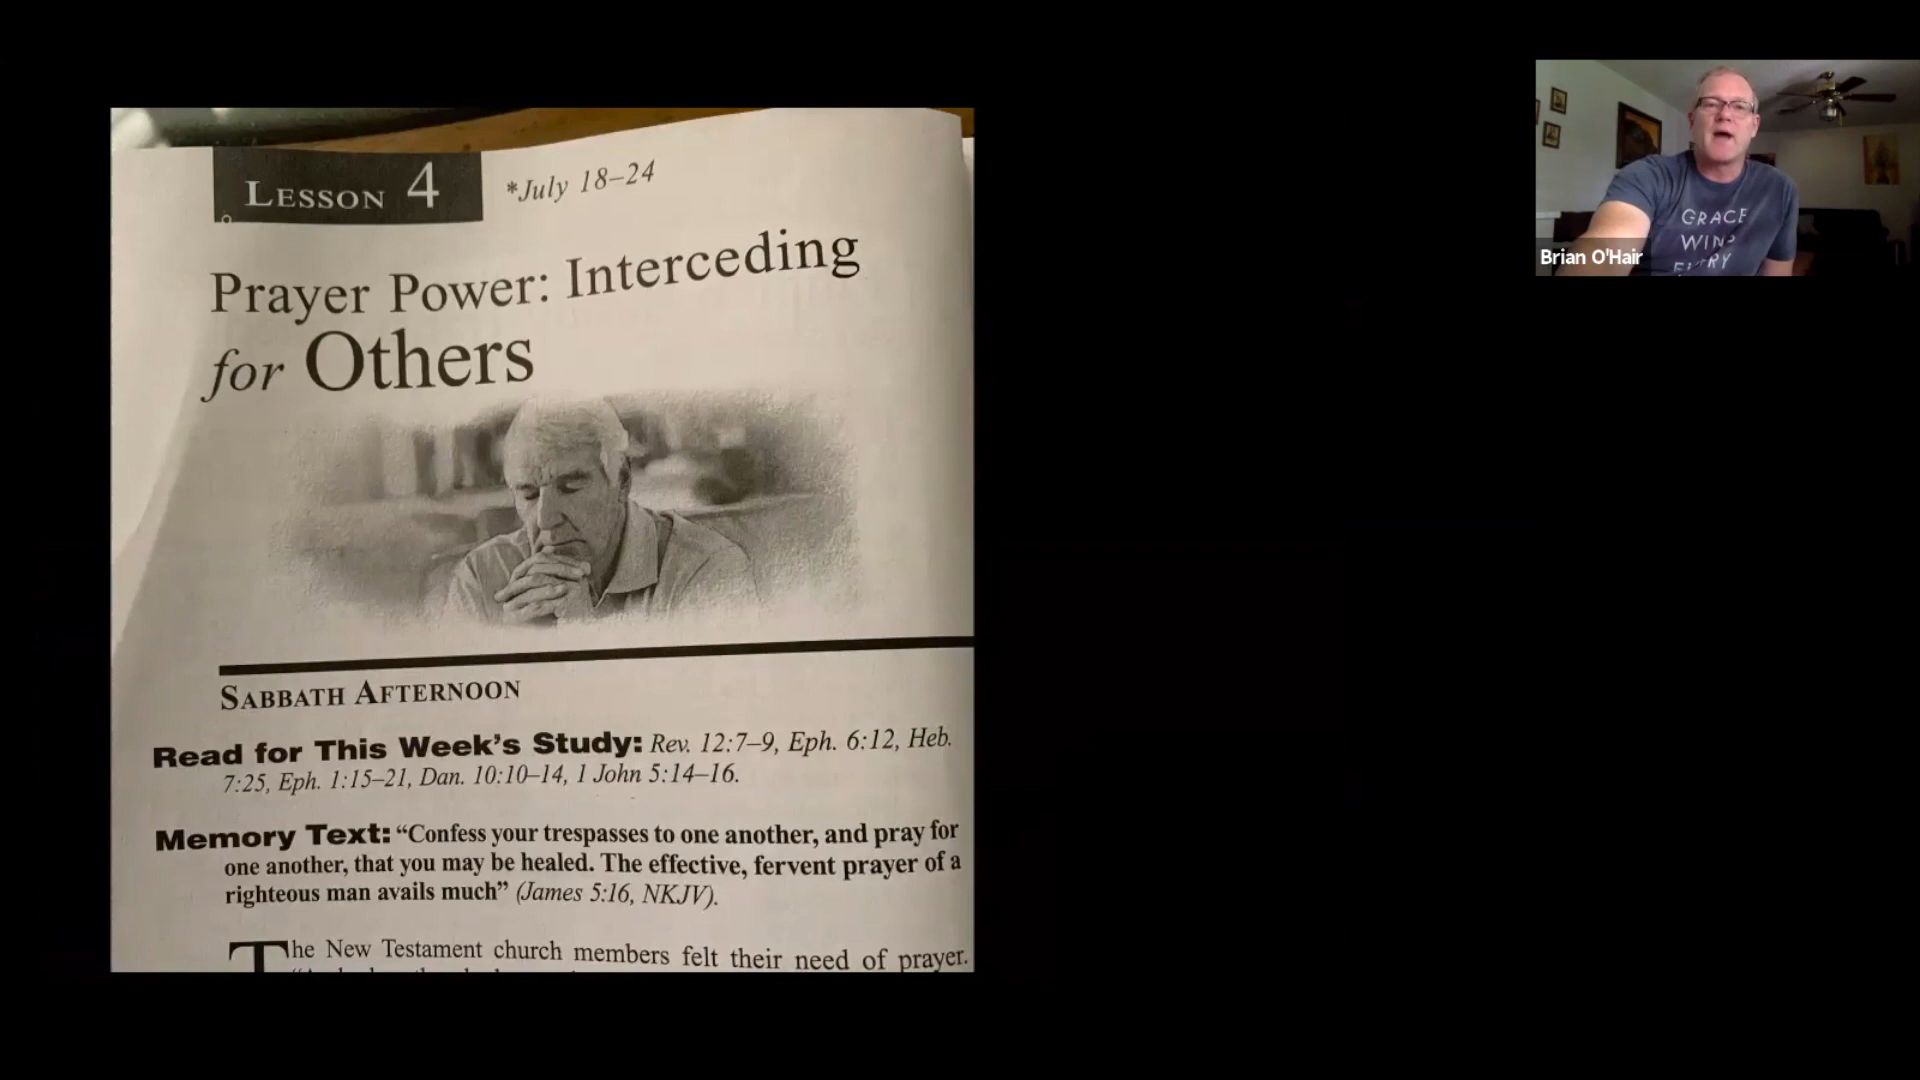 LESSON 4
*July 18–24
Prayer Power: Interceding
for Others
SABBATH AFTERNOON
Read for This Week's Study: Rev. 12:7–9, Eph. 6:12, Heb.
7:25, Eph. 1:15–21, Dan. 10:10–14, 1 John 5:14–16.
Memory Text: “Confess your trespasses to one another, and pray for
one another, that you may be healed. The effective, fervent prayer of a
righteous man avails much” (James 5:16, NKJV).
The New Testament church members felt their need of prayer.
GRACE
WINS
EVERY
Brian O'Hair